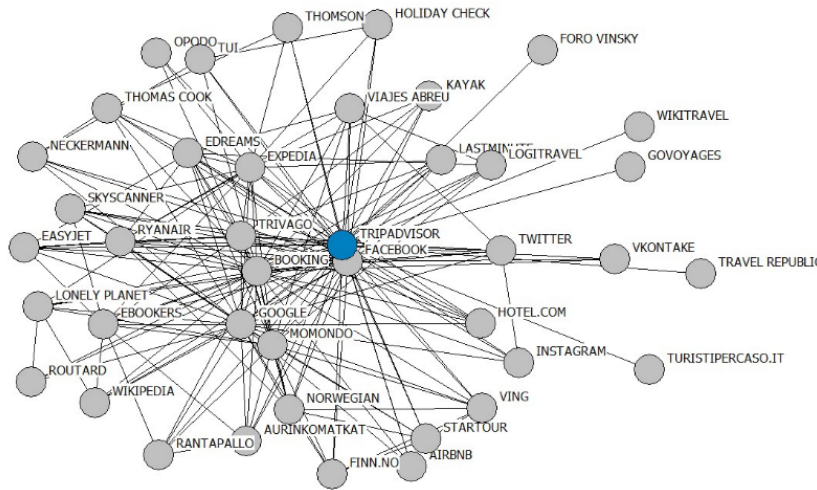 THOMSON
HOLIDAY CHECK
OPODO
TUI
FORO VINSKY
KAYAK
THOMAS COOK
VIAJES ABREU
WIKITRAVEL
NECKERMANN
EDREAMS
EXPEDIA
LASTMINUTE
LOGITRAVEL
GOVOYAGES
SKYSCANNER
EASYJET
RYANAIR
TRIVAGO
TRIPADVISOR
FACEBOOK
TWITTER
VKONTAKE
TRAVEL REPUBLIC
BOOKING
LONELY PLANET
EBOOKERS
GOOGLE
HOTEL.COM
MOMONDO
INSTAGRAM
TURISTIPERCASO.IT
ROUTARD
WIKIPEDIA
NORWEGIAN
VING
AURINKOMATKAT
STARTOUR
RANTAPALLO
FINN.NO
AIRBNB